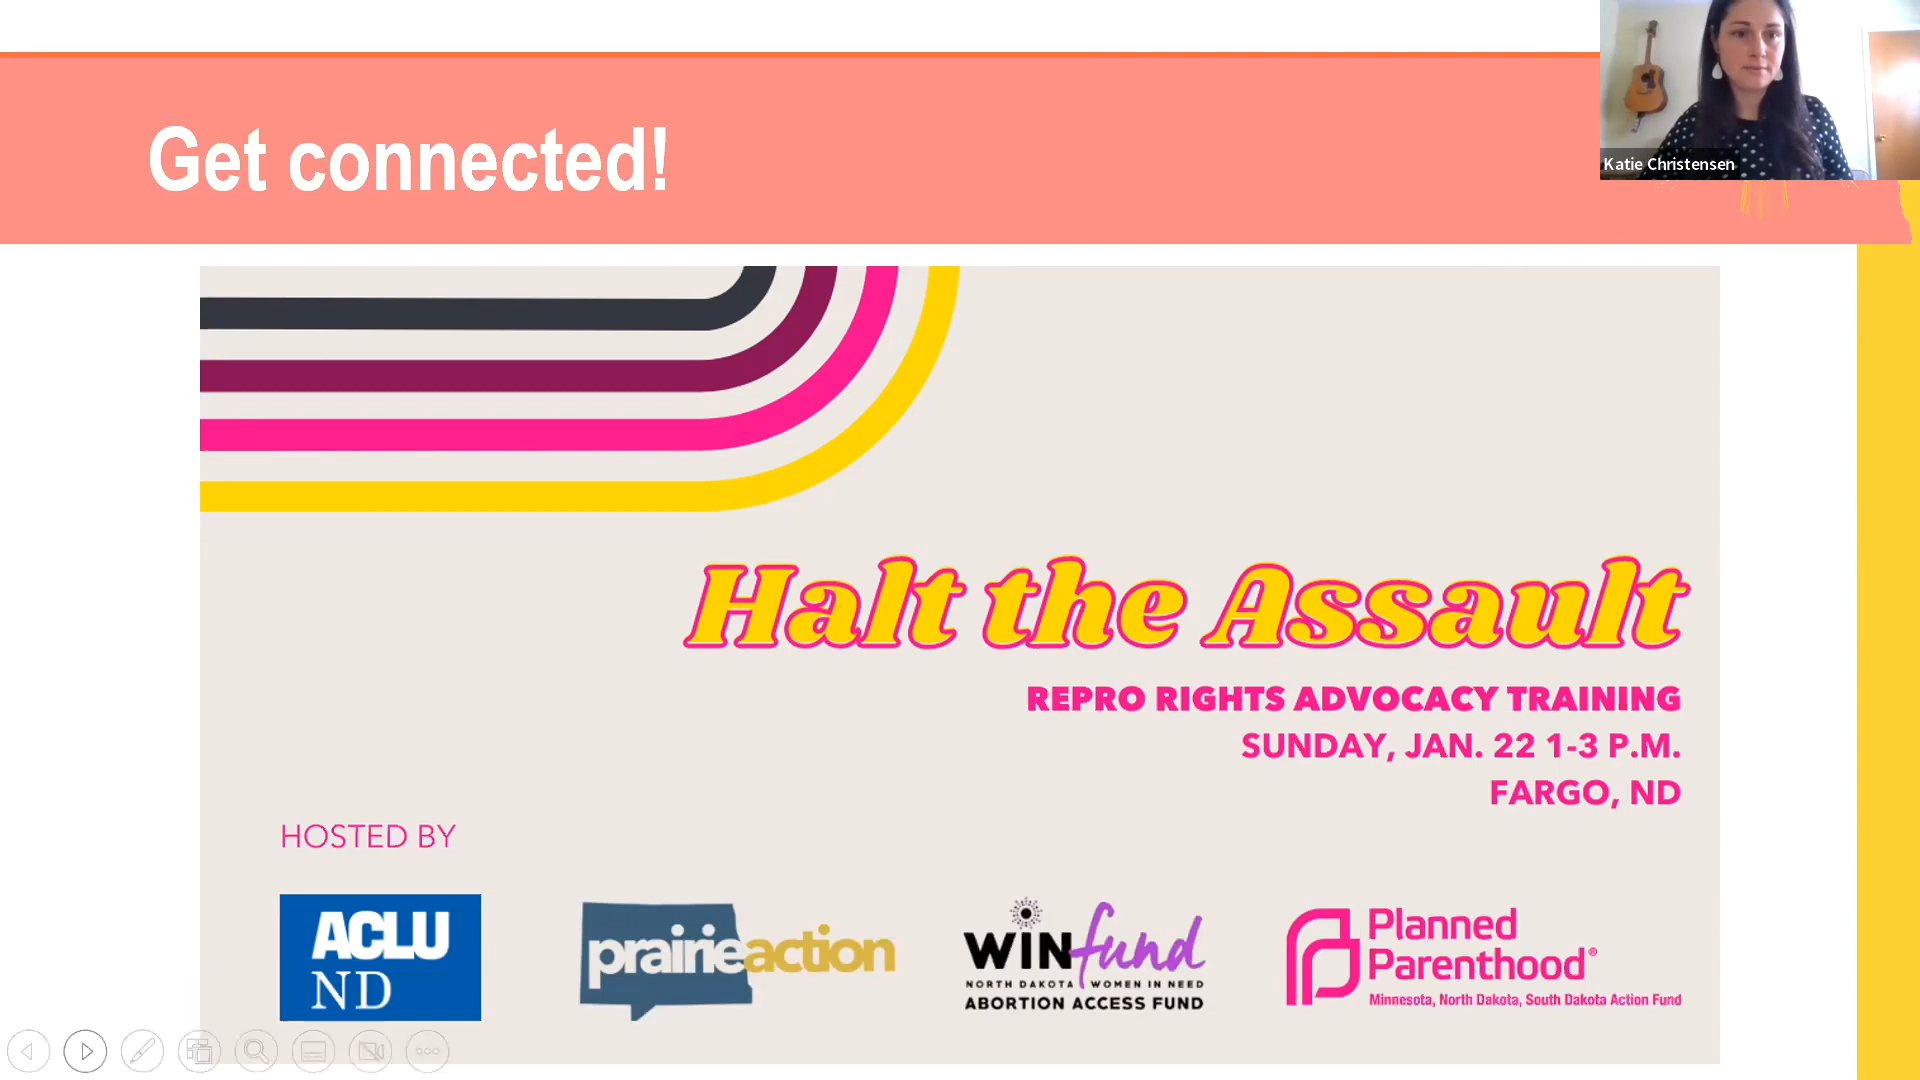 Get connected!
Katie Christensen
Halt the Assault
REPRO RIGHTS ADVOCACY TRAINING
SUNDAY, JAN. 22 1-3 P.M.
FARGO, ND
HOSTED BY
ACLU
ND
prairieaction
WINfund
NORTH DAKOTA WOMEN IN NEED
ABORTION ACCESS FUND
Planned
Parenthood®
Minnesota, North Dakota, South Dakota Action Fund